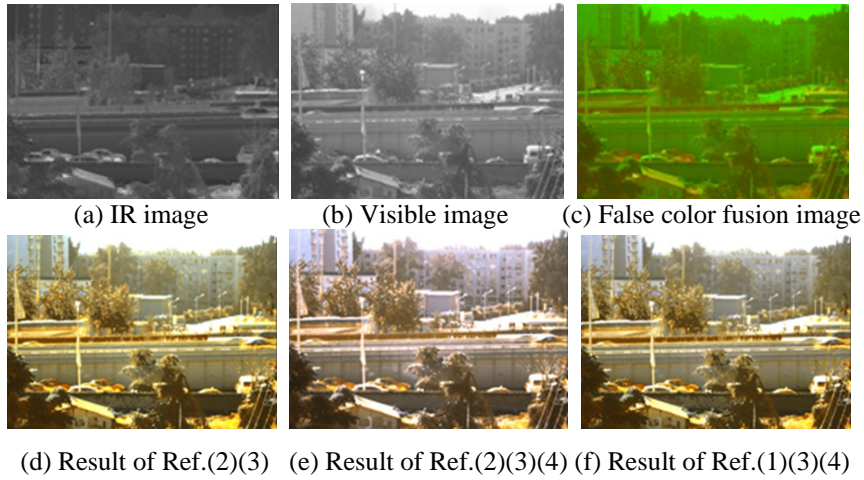 (a) IR image
(b) Visible image
(c) False color fusion image
(d) Result of Ref.(2)(3)
(e) Result of Ref.(2)(3)(4)
(f) Result of Ref.(1)(3)(4)